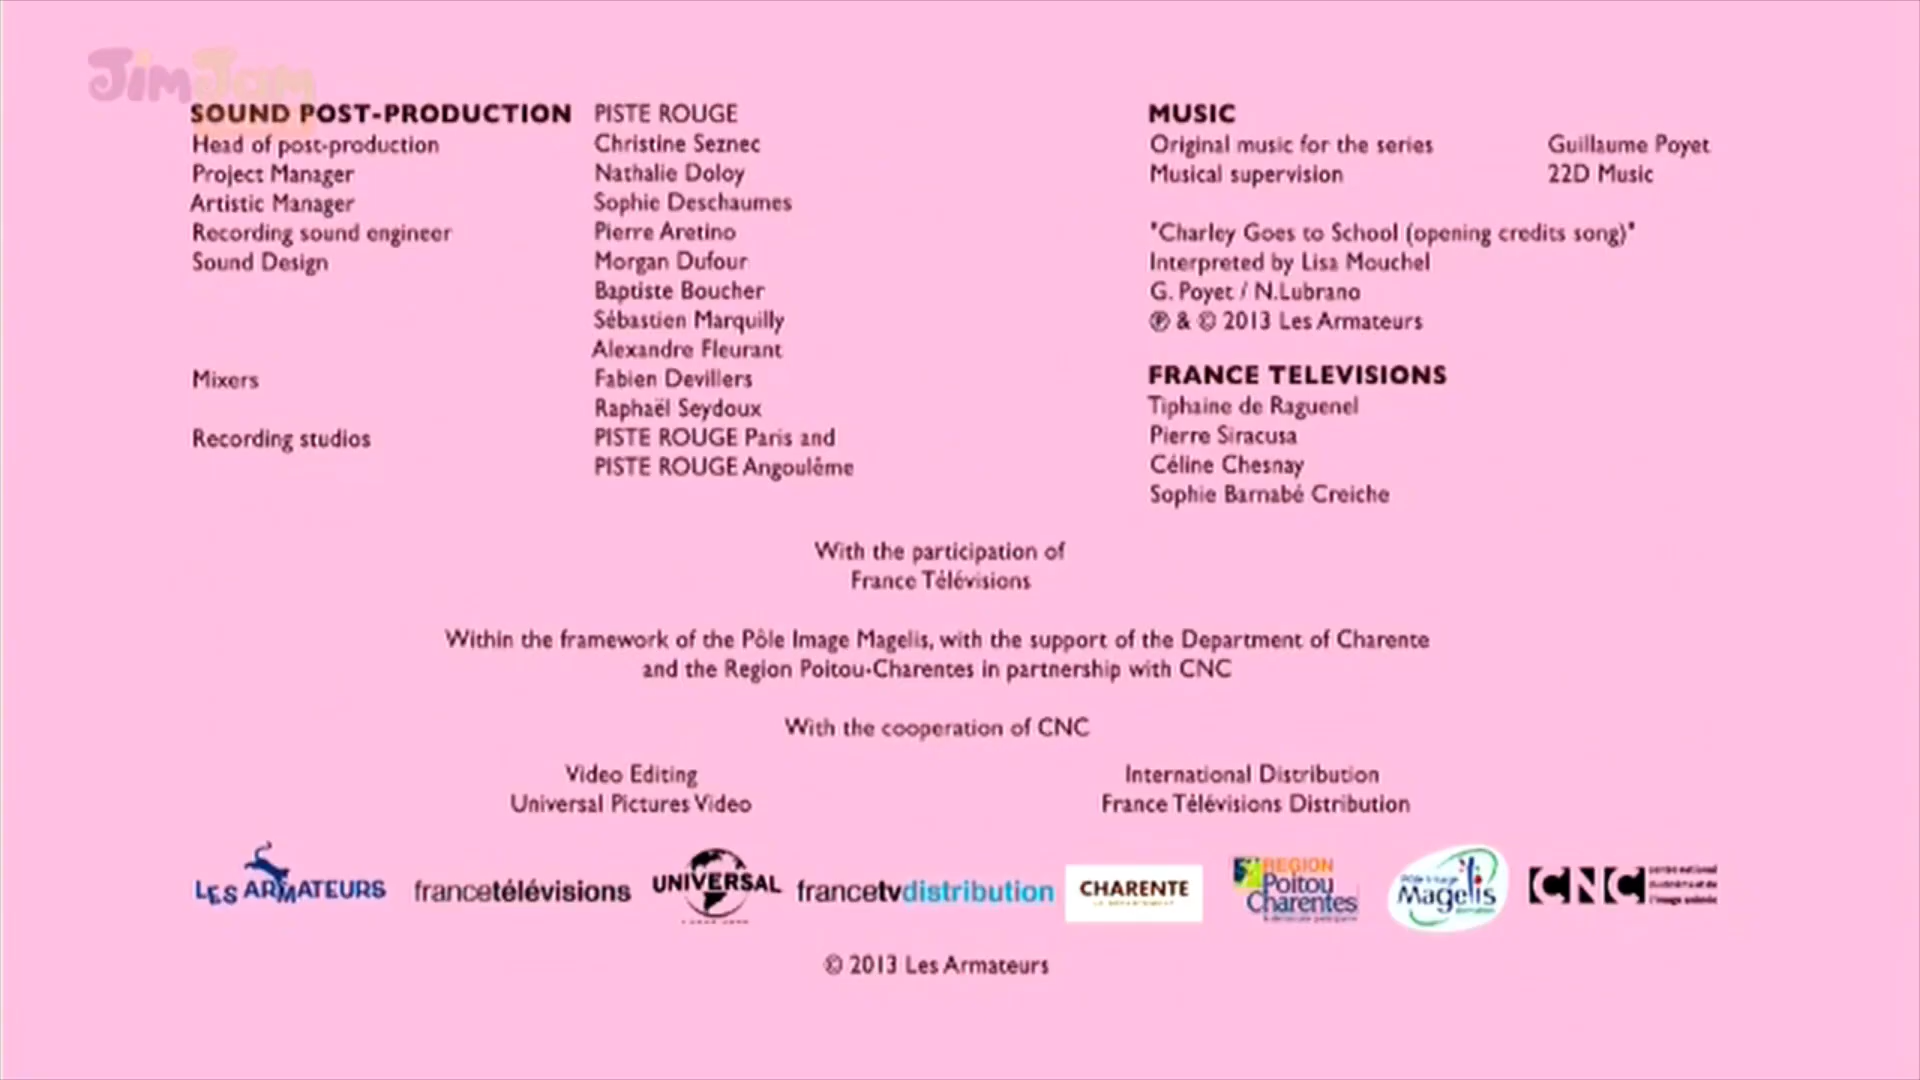 JimJam
SOUND POST-PRODUCTION PISTE ROUGE
Head of post-production Christine Seznec
Project Manager Nathalie Doloy
Artistic Manager Sophie Deschaumes
Recording sound engineer Pierre Aretino
Sound Design Morgan Dufour
Baptiste Boucher
Sébastien Marquilly
Alexandre Fleurant
Mixers Fabien Devillers
Raphaël Seydoux
Recording studios PISTE ROUGE Paris and
PISTE ROUGE Angoulême
MUSIC
Original music for the series Guillaume Poyet
Musical supervision 22D Music
"Charley Goes to School (opening credits song)"
Interpreted by Lisa Mouchel
G. Poyet / N.Lubrano
℗ & © 2013 Les Armateurs
FRANCE TELEVISIONS
Tiphaine de Raguenel
Pierre Siracusa
Céline Chesnay
Sophie Barnabé Creiche
With the participation of
France Télévisions
Within the framework of the Pôle Image Magelis, with the support of the Department of Charente
and the Region Poitou-Charentes in partnership with CNC
With the cooperation of CNC
Video Editing
Universal Pictures Video
International Distribution
France Télévisions Distribution
LES ARMATEURS
francetélévisions
UNIVERSAL
francetvdistribution
CHARENTE
REGION
Poitou
Charentes
Magelis
CNC
© 2013 Les Armateurs